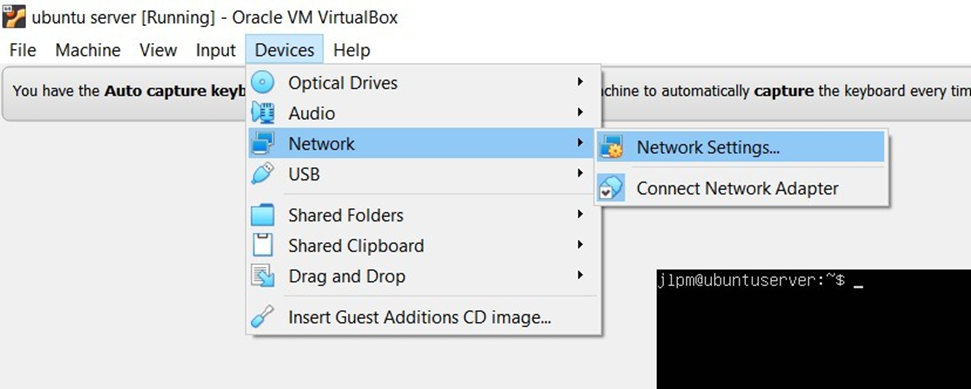 ubuntu server [Running] - Oracle VM VirtualBox
File Machine View Input Devices Help
You have the Auto capture keyb
chine to automatically capture the keyboard every tim
Optical Drives
Audio
Network
USB
Shared Folders
Shared Clipboard
Drag and Drop
Insert Guest Additions CD image...
Network Settings...
Connect Network Adapter
jlpm@ubuntuserver:~$ _